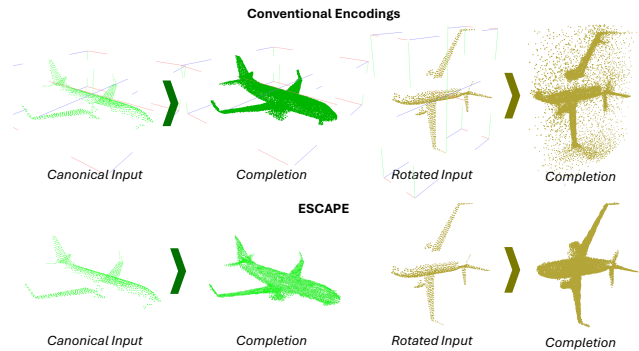 Conventional Encodings
Canonical Input
Completion
Rotated Input
Completion
ESCAPE
Canonical Input
Completion
Rotated Input
Completion